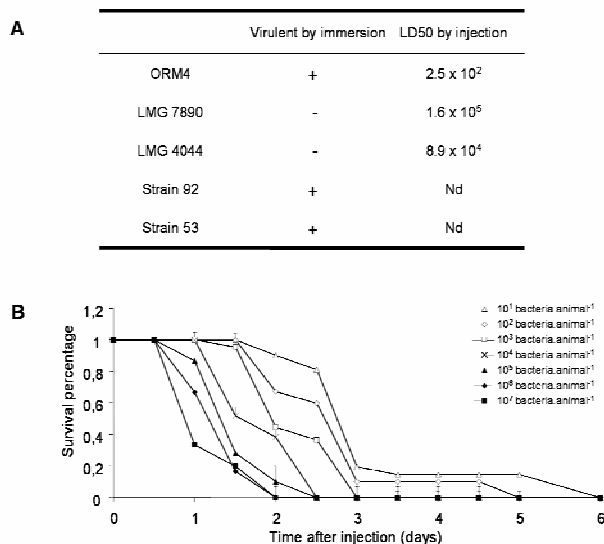 A
Virulent by immersion LD50 by injection
ORM4 + 2.5 x 10²
LMG 7890 - 1.6 x 10⁵
LMG 4044 - 8.9 x 10⁴
Strain 92 + Nd
Strain 53 + Nd
B
Survival percentage
1,2
1
0,8
0,6
0,4
0,2
0
0 1 2 3 4 5 6
Time after injection (days)
10¹ bacteria.animal⁻¹
10² bacteria.animal⁻¹
10³ bacteria.animal⁻¹
10⁴ bacteria.animal⁻¹
10⁵ bacteria.animal⁻¹
10⁶ bacteria.animal⁻¹
10⁷ bacteria.animal⁻¹